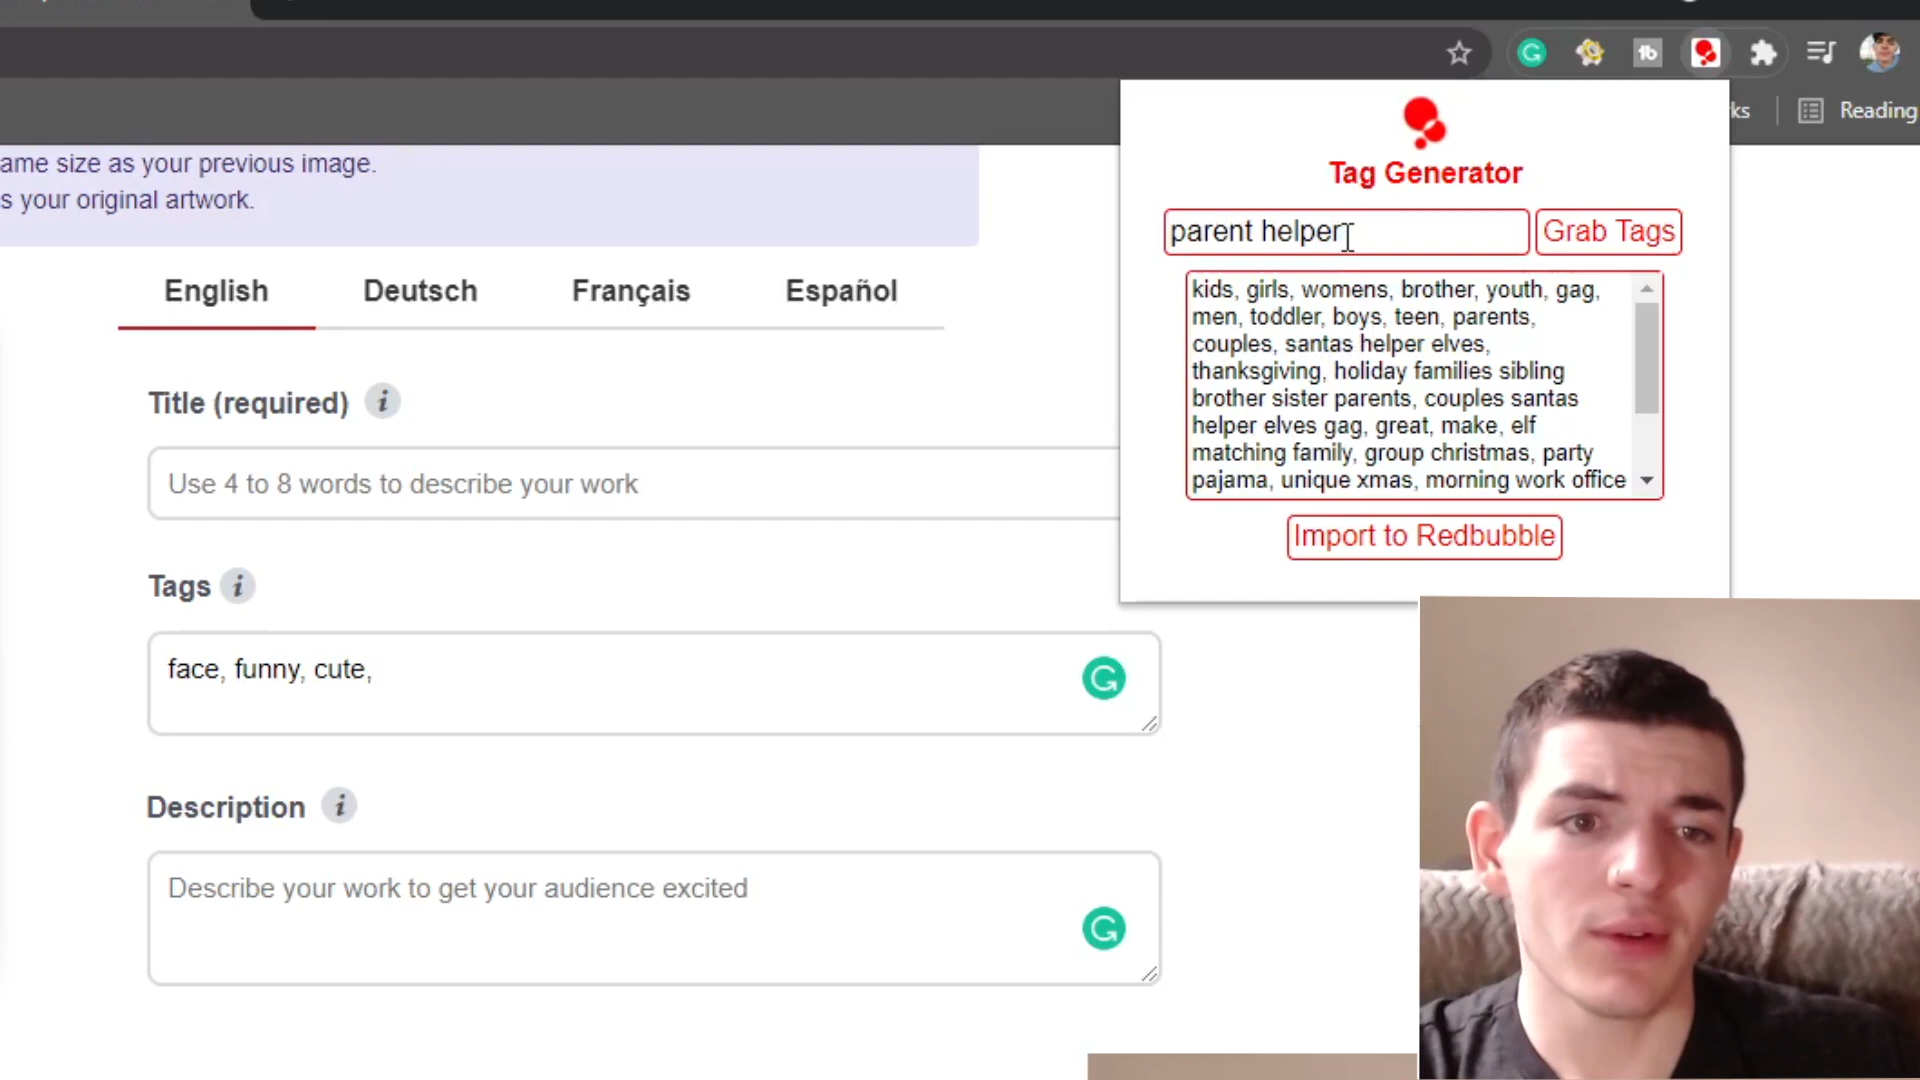 ks
Reading
ame size as your previous image.
s your original artwork.
English
Deutsch
Français
Español
Title (required) i
Use 4 to 8 words to describe your work
Tags i
face, funny, cute,
Description i
Describe your work to get your audience excited
Tag Generator
parent helper
Grab Tags
kids, girls, womens, brother, youth, gag,
men, toddler, boys, teen, parents,
couples, santas helper elves,
thanksgiving, holiday families sibling
brother sister parents, couples santas
helper elves gag, great, make, elf
matching family, group christmas, party
pajama, unique xmas, morning work office
Import to Redbubble